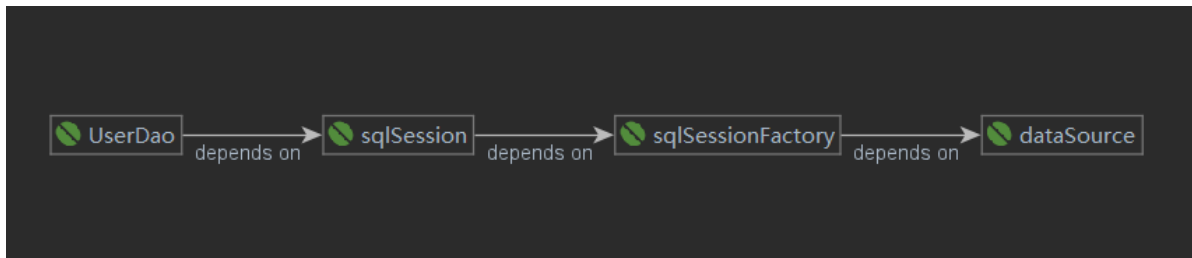 UserDao
depends on
sqlSession
depends on
sqlSessionFactory
depends on
dataSource